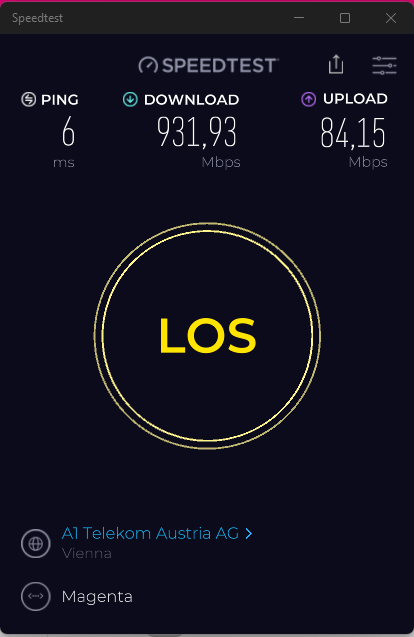 Speedtest
SPEEDTEST
PING
DOWNLOAD
UPLOAD
6
931,93
84,15
ms
Mbps
Mbps
LOS
A1 Telekom Austria AG
Vienna
Magenta